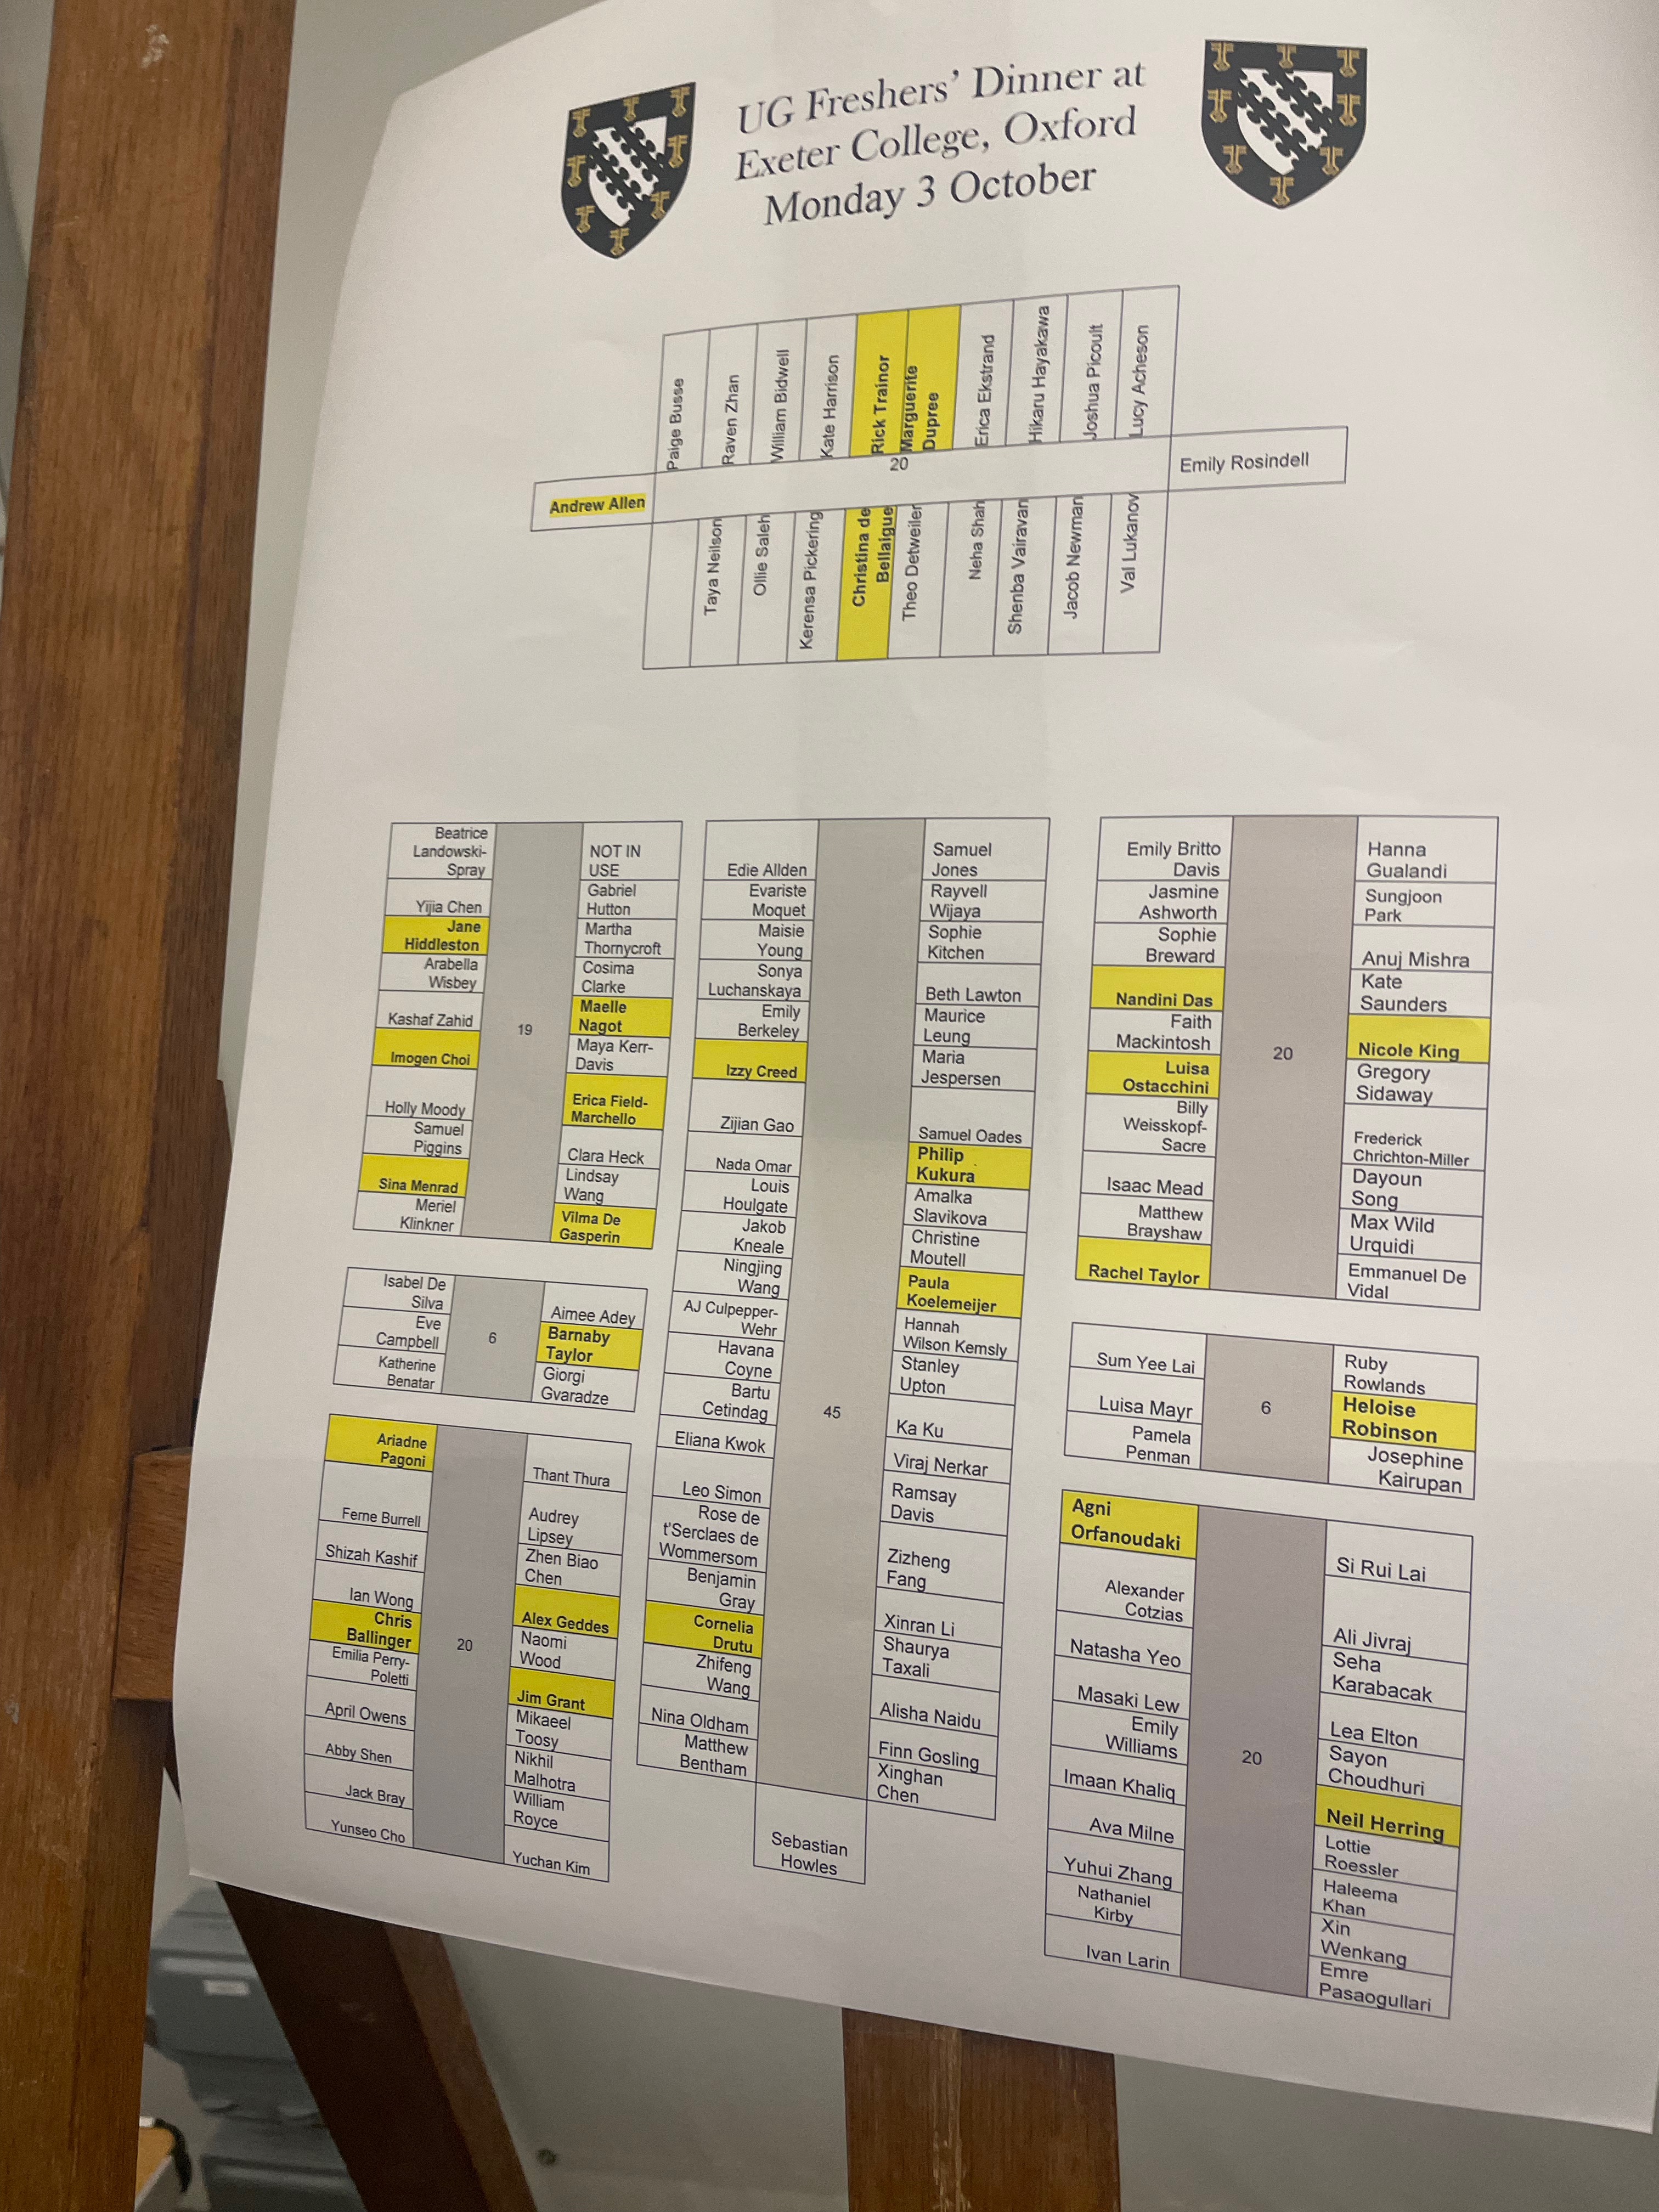 UG Freshers' Dinner at
Exeter College, Oxford
Monday 3 October
Paige Busse
Raven Zhan
William Bidwell
Kate Harrison
Rick Trainor
Marguerite
Dupree
Erica Ekstrand
Hikaru Hayakawa
Joshua Picoult
Lucy Acheson
Andrew Allen
20
Emily Rosindell
Taya Neilson
Ollie Saleh
Kerensa Pickering
Christina de
Bellaigue
Theo Detweiler
Neha Shah
Shenba Vairavan
Jacob Newman
Val Lukanov
Beatrice
Landowski-
Spray
Yijia Chen
Jane
Hiddleston
Arabella
Wisbey
Kashaf Zahid
Imogen Choi
Holly Moody
Samuel
Piggins
Sina Menrad
Meriel
Klinkner
19
NOT IN
USE
Gabriel
Hutton
Martha
Thornycroft
Cosima
Clarke
Maelle
Nagot
Maya Kerr-
Davis
Erica Field-
Marchello
Clara Heck
Lindsay
Wang
Vilma De
Gasperin
Isabel De
Silva
Eve
Campbell
Katherine
Benatar
6
Aimee Adey
Barnaby
Taylor
Giorgi
Gvaradze
Ariadne
Pagoni
Ferne Burrell
Shizah Kashif
Ian Wong
Chris
Ballinger
Emilia Perry-
Poletti
April Owens
Abby Shen
Jack Bray
Yunseo Cho
20
Thant Thura
Audrey
Lipsey
Zhen Biao
Chen
Alex Geddes
Naomi
Wood
Jim Grant
Mikaeel
Toosy
Nikhil
Malhotra
William
Royce
Yuchan Kim
Edie Allden
Evariste
Moquet
Maisie
Young
Sonya
Luchanskaya
Emily
Berkeley
Izzy Creed
Zijian Gao
Nada Omar
Louis
Houlgate
Jakob
Kneale
Ningjing
Wang
AJ Culpepper-
Wehr
Havana
Coyne
Bartu
Cetindag
Eliana Kwok
Leo Simon
Rose de
t'Serclaes de
Wommersom
Benjamin
Gray
Cornelia
Drutu
Zhifeng
Wang
Nina Oldham
Matthew
Bentham
45
Samuel
Jones
Rayvell
Wijaya
Sophie
Kitchen
Beth Lawton
Maurice
Leung
Maria
Jespersen
Samuel Oades
Philip
Kukura
Amalka
Slavikova
Christine
Moutell
Paula
Koelemeijer
Hannah
Wilson Kemsly
Stanley
Upton
Ka Ku
Viraj Nerkar
Ramsay
Davis
Zizheng
Fang
Xinran Li
Shaurya
Taxali
Alisha Naidu
Finn Gosling
Xinghan
Chen
Sebastian
Howles
Emily Britto
Davis
Jasmine
Ashworth
Sophie
Breward
Nandini Das
Faith
Mackintosh
Luisa
Ostacchini
Billy
Weisskopf-
Sacre
Isaac Mead
Matthew
Brayshaw
Rachel Taylor
20
Hanna
Gualandi
Sungjoon
Park
Anuj Mishra
Kate
Saunders
Nicole King
Gregory
Sidaway
Frederick
Chrichton-Miller
Dayoun
Song
Max Wild
Urquidi
Emmanuel De
Vidal
Sum Yee Lai
Luisa Mayr
Pamela
Penman
6
Ruby
Rowlands
Heloise
Robinson
Josephine
Kairupan
Agni
Orfanoudaki
Alexander
Cotzias
Natasha Yeo
Masaki Lew
Emily
Williams
Imaan Khaliq
Ava Milne
Yuhui Zhang
Nathaniel
Kirby
Ivan Larin
20
Si Rui Lai
Ali Jivraj
Seha
Karabacak
Lea Elton
Sayon
Choudhuri
Neil Herring
Lottie
Roessler
Haleema
Khan
Xin
Wenkang
Emre
Pasaogullari